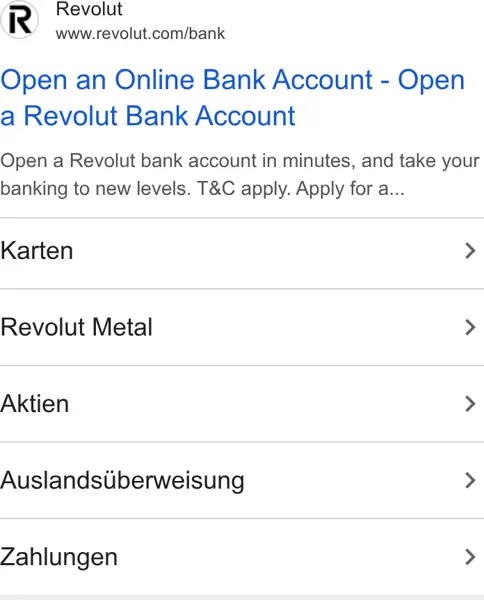 Revolut
www.revolut.com/bank
Open an Online Bank Account - Open
a Revolut Bank Account
Open a Revolut bank account in minutes, and take your
banking to new levels. T&C apply. Apply for a...
Karten
Revolut Metal
Aktien
Auslandsüberweisung
Zahlungen